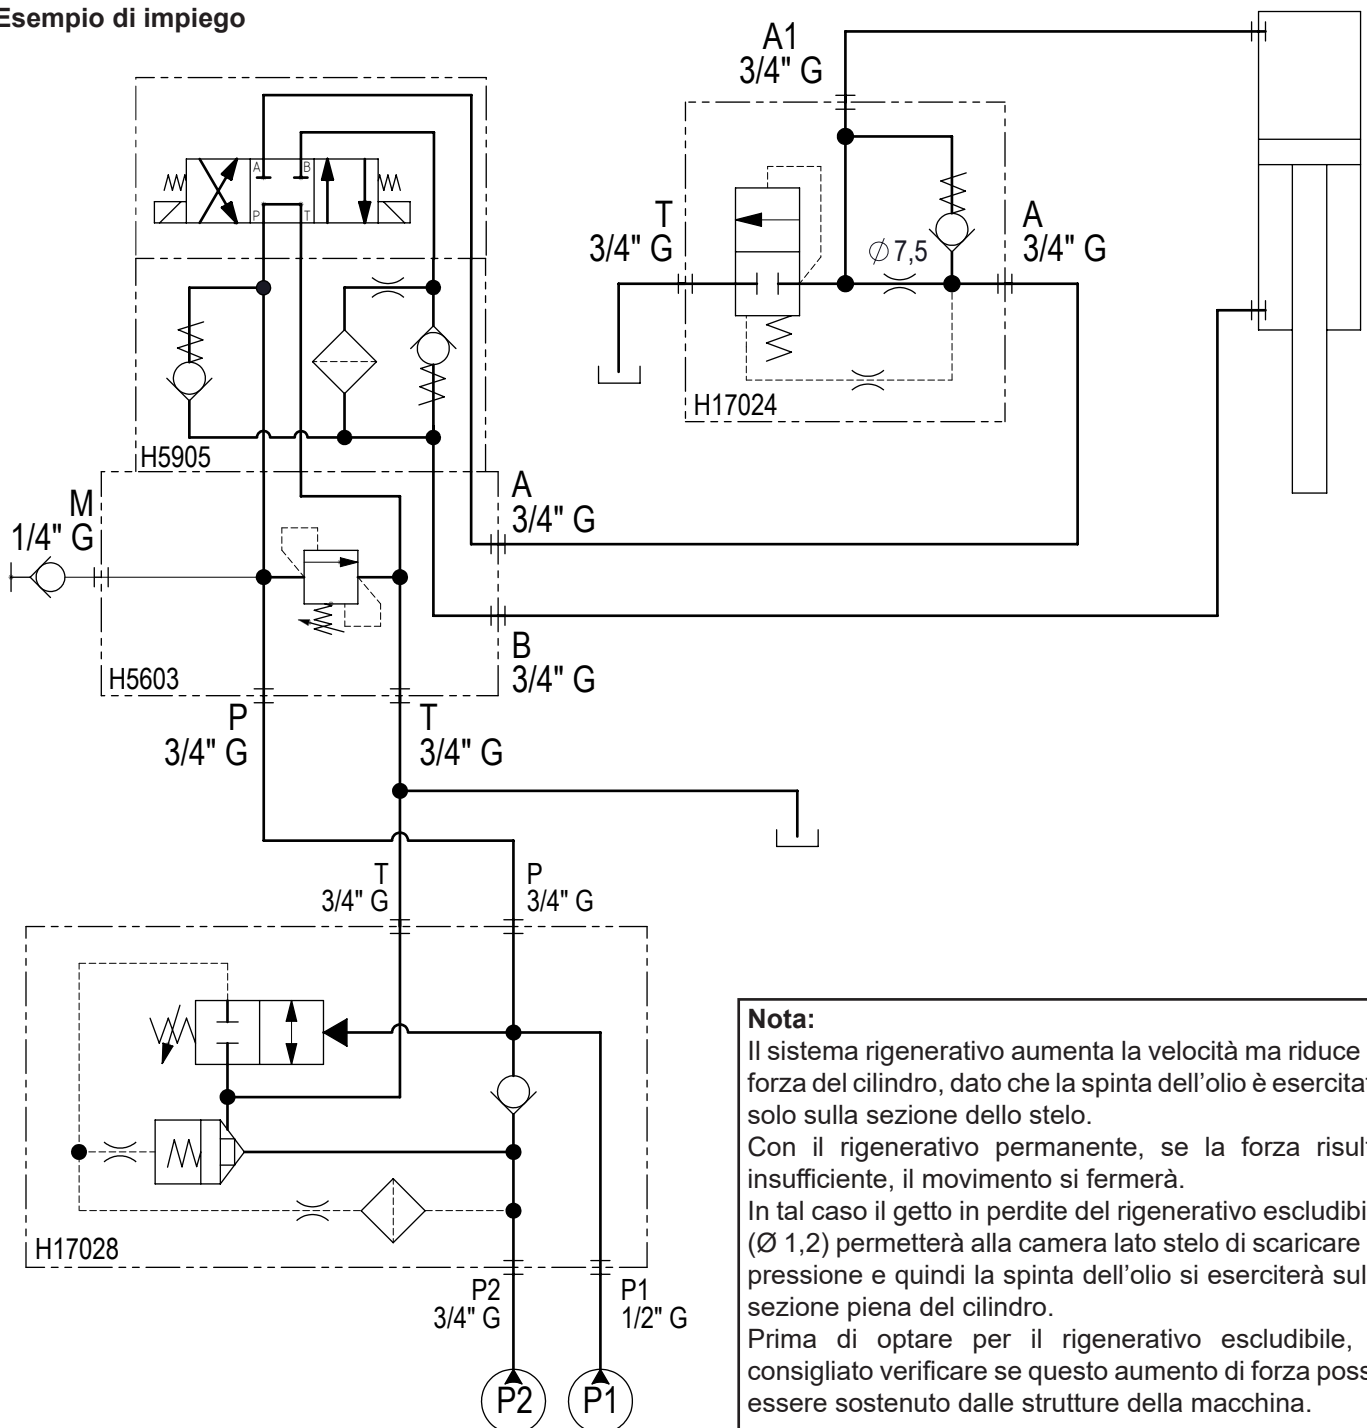 Esempio di impiego
A1
3/4" G
T
3/4" G
A
3/4" G
Ø 7,5
H17024
A B
P T
H5905
M
1/4" G
A
3/4" G
B
3/4" G
H5603
P
3/4" G
T
3/4" G
T
3/4" G
P
3/4" G
H17028
P2
3/4" G
P1
1/2" G
P2
P1
Nota:
Il sistema rigenerativo aumenta la velocità ma riduce
forza del cilindro, dato che la spinta dell'olio è esercitat
solo sulla sezione dello stelo.
Con il rigenerativo permanente, se la forza risult
insufficiente, il movimento si fermerà.
In tal caso il getto in perdite del rigenerativo escludibi
(Ø 1,2) permetterà alla camera lato stelo di scaricare
pressione e quindi la spinta dell'olio si eserciterà sul
sezione piena del cilindro.
Prima di optare per il rigenerativo escludibile,
consigliato verificare se questo aumento di forza poss
essere sostenuto dalle strutture della macchina.